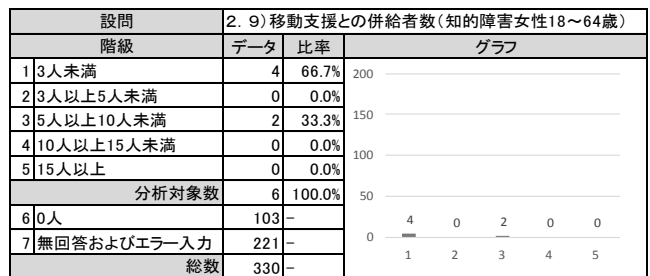 設問 2．9）移動支援との併給者数（知的障害女性18～64歳）
階級 データ 比率 グラフ
1 3人未満 4 66.7%
2 3人以上5人未満 0 0.0%
3 5人以上10人未満 2 33.3%
4 10人以上15人未満 0 0.0%
5 15人以上 0 0.0%
分析対象数 6 100.0%
6 0人 103 −
7 無回答およびエラー入力 221 −
総数 330 −
200
150
100
50
0
4 0 2 0 0
1 2 3 4 5